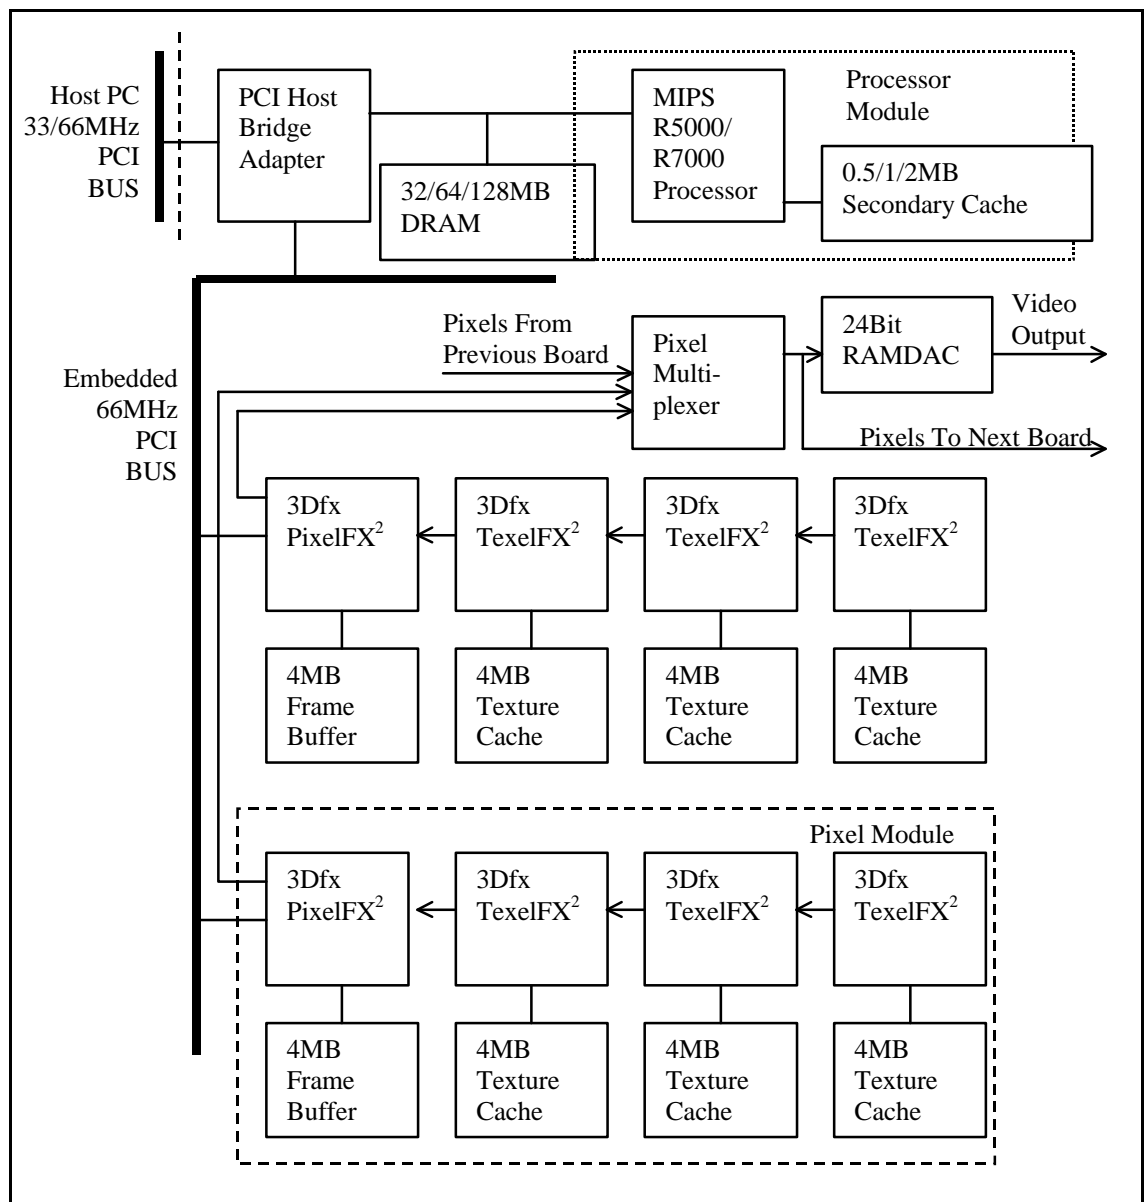 Host PC
33/66MHz
PCI
BUS
PCI Host
Bridge
Adapter
32/64/128MB
DRAM
MIPS
R5000/
R7000
Processor
Processor
Module
0.5/1/2MB
Secondary Cache
Embedded
66MHz
PCI
BUS
Pixels From
Previous Board
Pixel
Multi-
plexer
24Bit
RAMDAC
Video
Output
Pixels To Next Board
3Dfx
PixelFX²
3Dfx
TexelFX²
3Dfx
TexelFX²
3Dfx
TexelFX²
4MB
Frame
Buffer
4MB
Texture
Cache
4MB
Texture
Cache
4MB
Texture
Cache
Pixel Module
3Dfx
PixelFX²
3Dfx
TexelFX²
3Dfx
TexelFX²
3Dfx
TexelFX²
4MB
Frame
Buffer
4MB
Texture
Cache
4MB
Texture
Cache
4MB
Texture
Cache